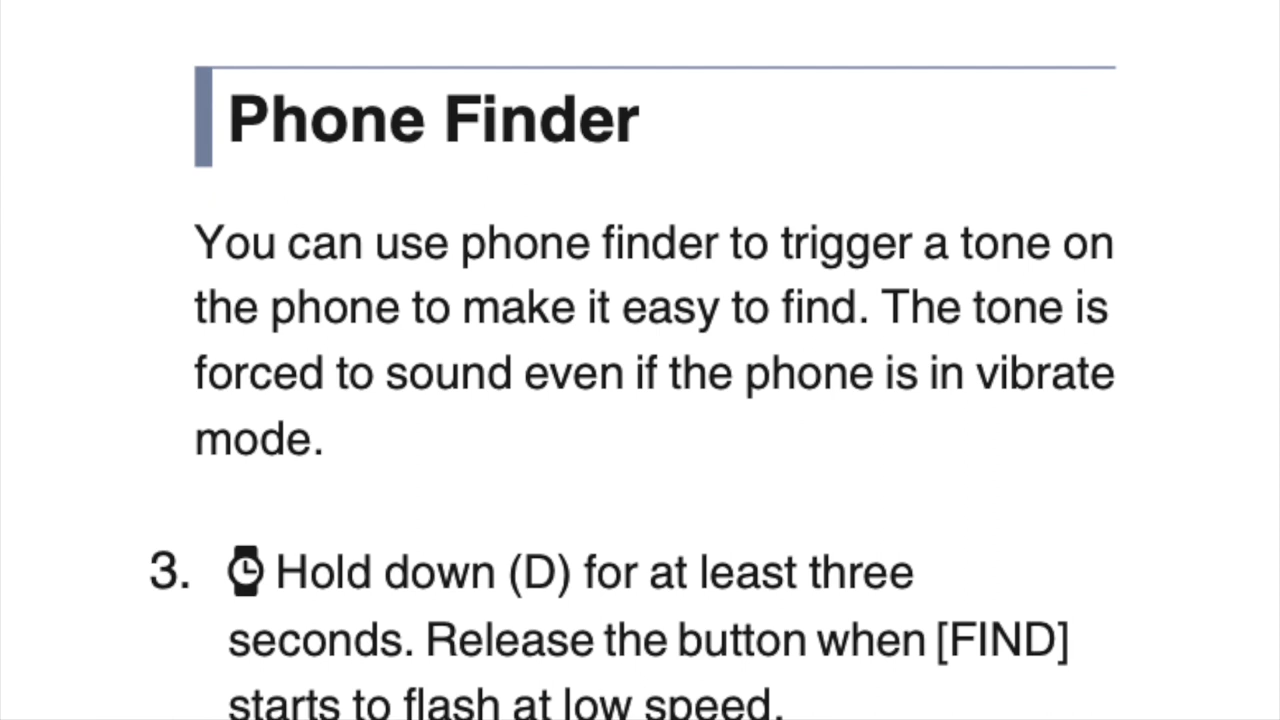 Phone Finder
You can use phone finder to trigger a tone on
the phone to make it easy to find. The tone is
forced to sound even if the phone is in vibrate
mode.
3. Hold down (D) for at least three
seconds. Release the button when [FIND]
starts to flash at low speed.